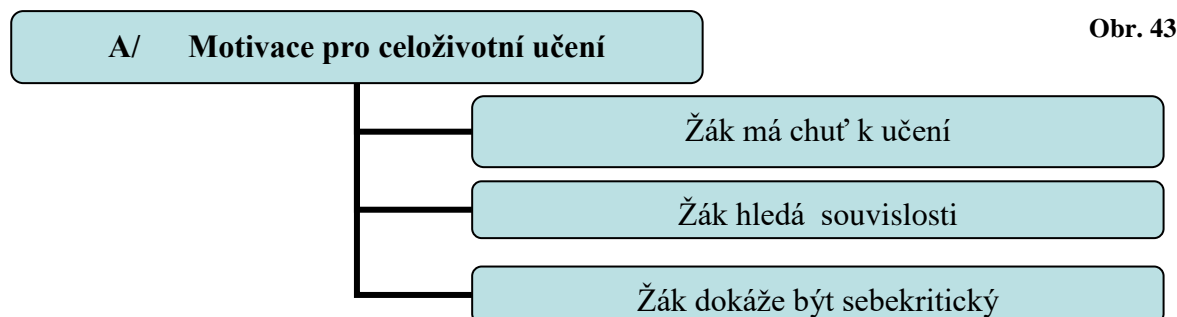 Obr. 43
A/ Motivace pro celoživotní učení
Žák má chuť k učení
Žák hledá souvislosti
Žák dokáže být sebekritický